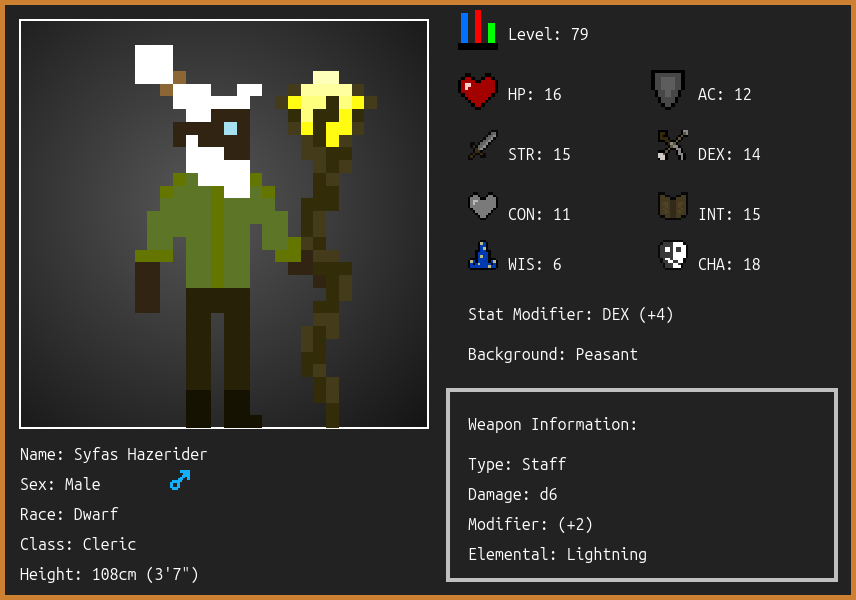 Level: 79
HP: 16
AC: 12
STR: 15
DEX: 14
CON: 11
INT: 15
WIS: 6
CHA: 18
Stat Modifier: DEX (+4)
Background: Peasant
Weapon Information:
Type: Staff
Damage: d6
Modifier: (+2)
Elemental: Lightning
Name: Syfas Hazerider
Sex: Male
Race: Dwarf
Class: Cleric
Height: 108cm (3'7")